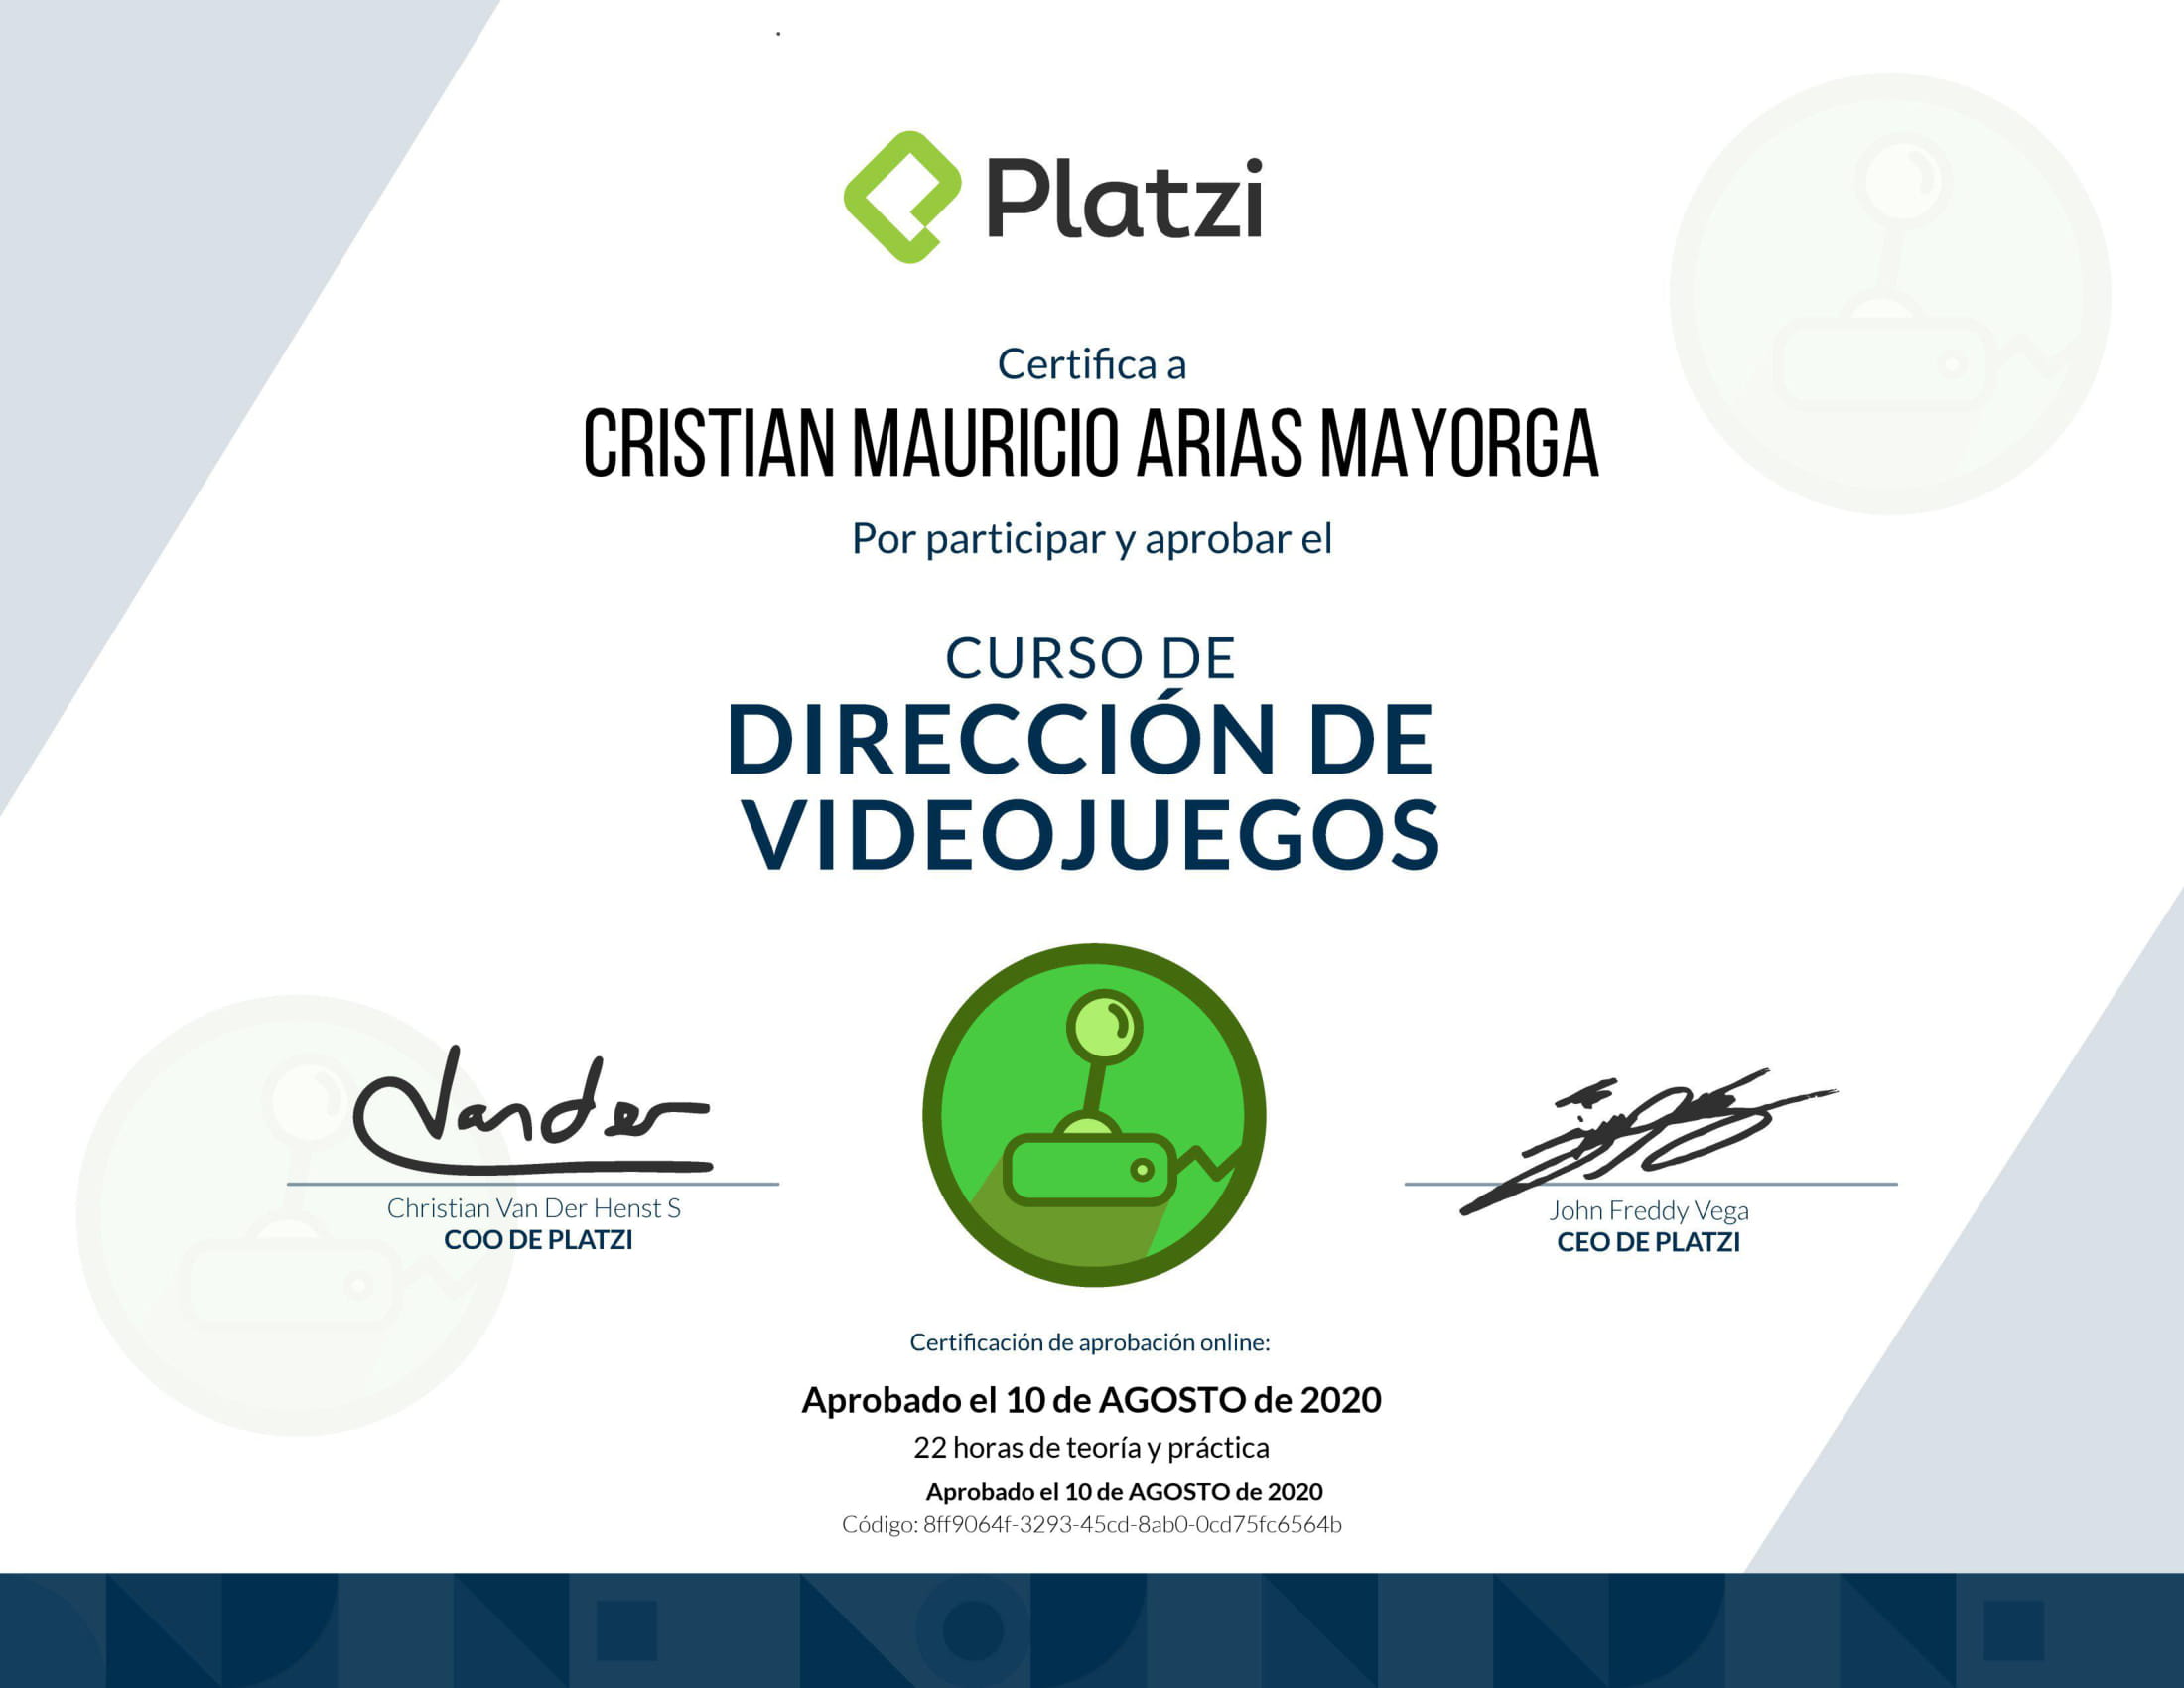 Platzi
Certifica a
CRISTIAN MAURICIO ARIAS MAYORGA
Por participar y aprobar el
CURSO DE
DIRECCIÓN DE
VIDEOJUEGOS
Vander
Christian Van Der Henst S
COO DE PLATZI
John Freddy Vega
CEO DE PLATZI
Certificación de aprobación online:
Aprobado el 10 de AGOSTO de 2020
22 horas de teoría y práctica
Aprobado el 10 de AGOSTO de 2020
Código: 8ff9064f-3293-45cd-8ab0-0cd75fc6564b